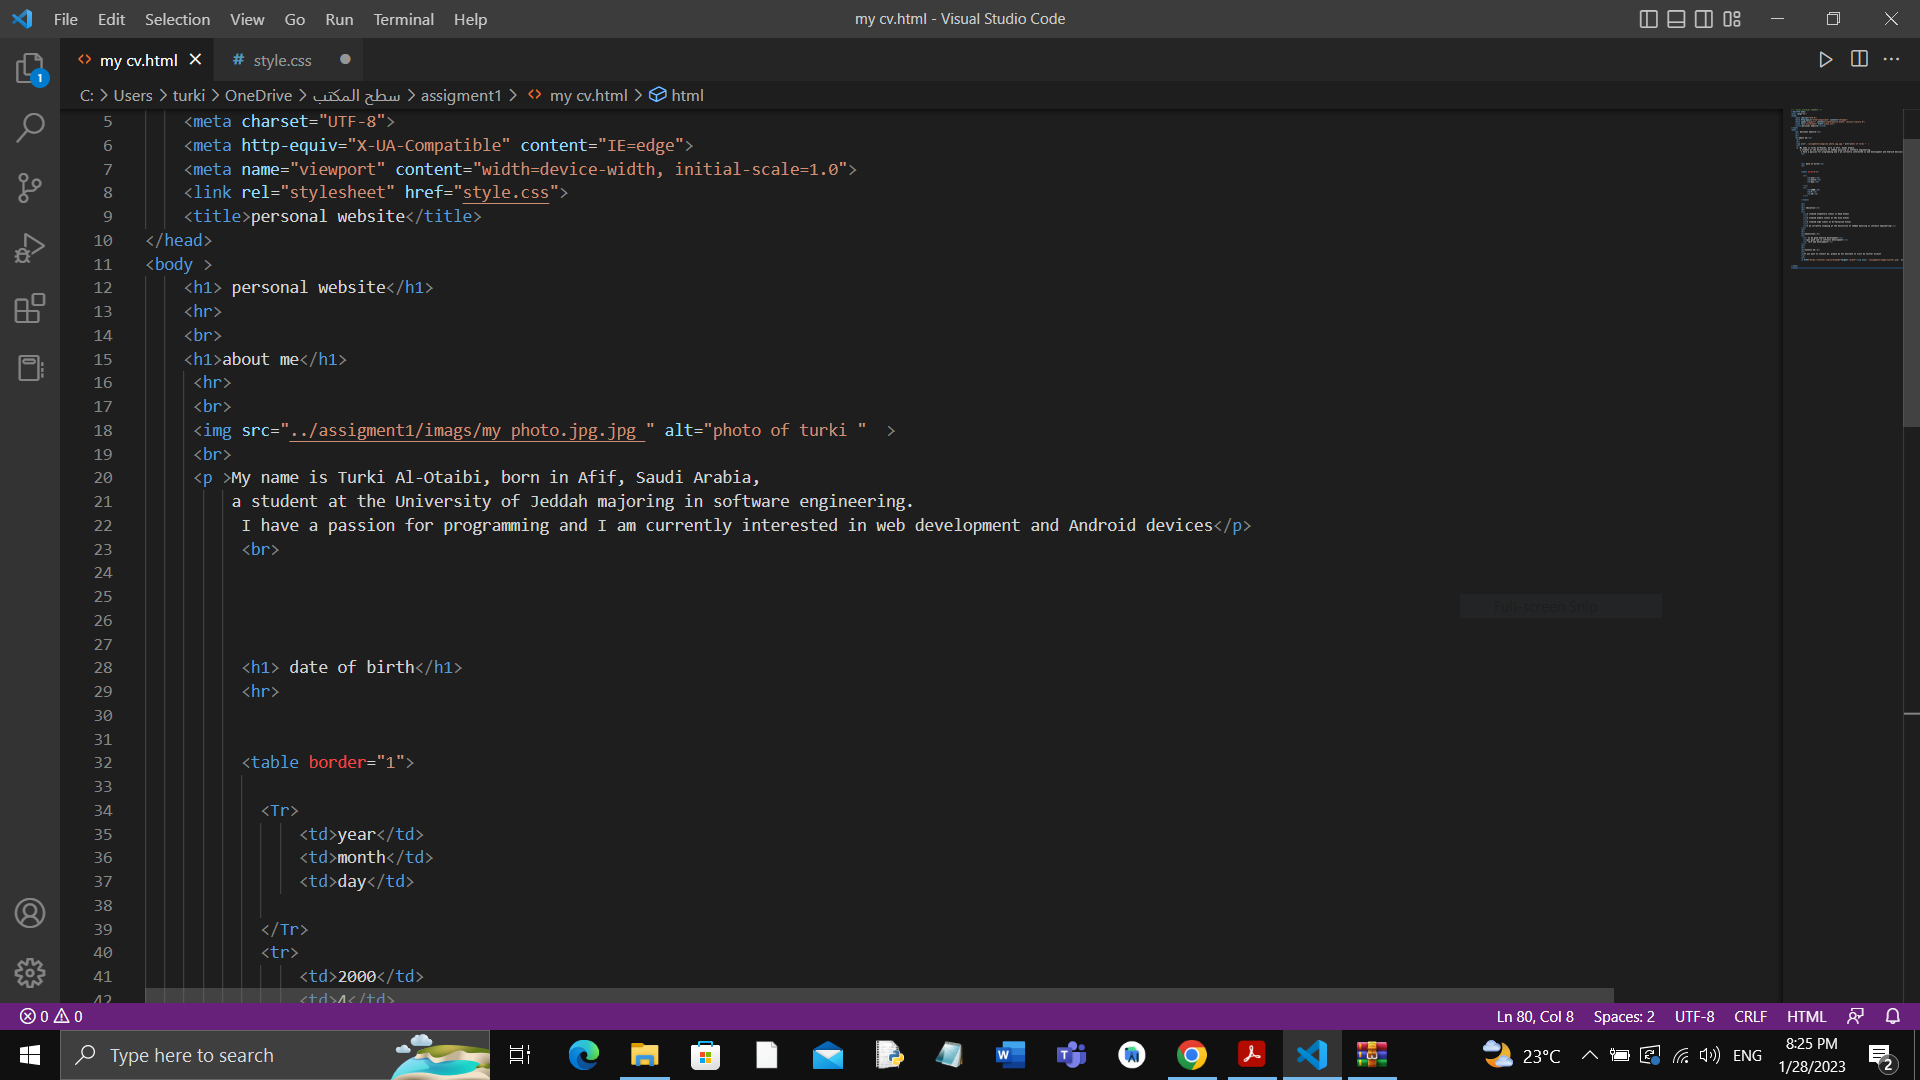 File Edit Selection View Go Run Terminal Help
my cv.html - Visual Studio Code
my cv.html
# style.css
C: > Users > turki > OneDrive > سطح المكتب > assigment1 > <> my cv.html > html
5 <meta charset="UTF-8">
6 <meta http-equiv="X-UA-Compatible" content="IE=edge">
7 <meta name="viewport" content="width=device-width, initial-scale=1.0">
8 <link rel="stylesheet" href="style.css">
9 <title>personal website</title>
10 </head>
11 <body >
12 <h1> personal website</h1>
13 <hr>
14 <br>
15 <h1>about me</h1>
16 <hr>
17 <br>
18 <img src="../assigment1/imags/my photo.jpg.jpg " alt="photo of turki "  >
19 <br>
20 <p >My name is Turki Al-Otaibi, born in Afif, Saudi Arabia,
21 a student at the University of Jeddah majoring in software engineering.
22 I have a passion for programming and I am currently interested in web development and Android devices</p>
23 <br>
24
25
Full-screen Snip
26
27
28 <h1> date of birth</h1>
29 <hr>
30
31
32 <table border="1">
33
34 <Tr>
35 <td>year</td>
36 <td>month</td>
37 <td>day</td>
38
39 </Tr>
40 <tr>
41 <td>2000</td>
42 <td>4</td>
0 0
Ln 80, Col 8 Spaces: 2 UTF-8 CRLF HTML
Type here to search
23°C
ENG
8:25 PM
1/28/2023
2
1